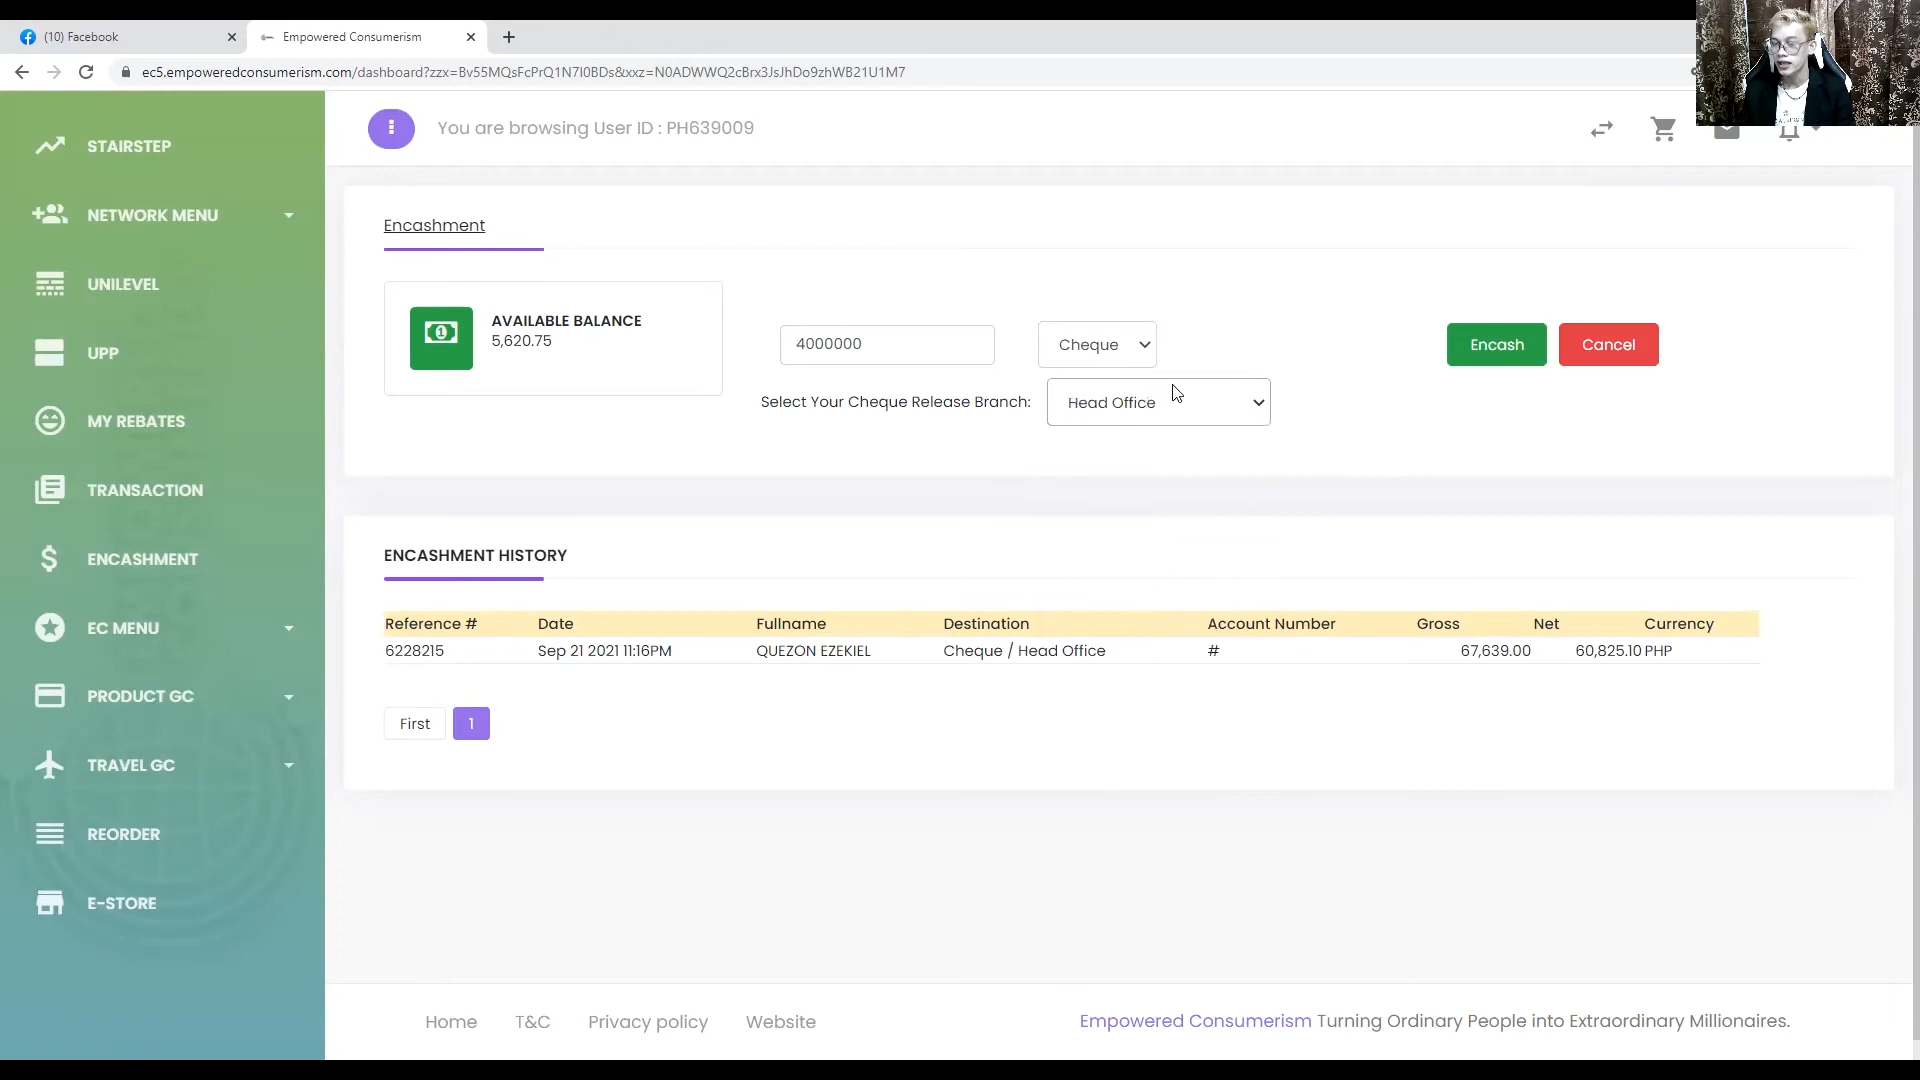 (10) Facebook
Empowered Consumerism
ec5.empoweredconsumerism.com/dashboard?zzx=Bv55MQsFcPrQ1N7I0BDs&xxz=N0ADWWQ2cBrx3JsJhDo9zhWB21U1M7
You are browsing User ID : PH639009
STAIRSTEP
NETWORK MENU
UNILEVEL
UPP
MY REBATES
TRANSACTION
ENCASHMENT
EC MENU
PRODUCT GC
TRAVEL GC
REORDER
E-STORE
Encashment
AVAILABLE BALANCE
5,620.75
4000000
Cheque
Encash
Cancel
Select Your Cheque Release Branch:
Head Office
ENCASHMENT HISTORY
Reference # Date Fullname Destination Account Number Gross Net Currency
6228215 Sep 21 2021 11:16PM QUEZON EZEKIEL Cheque / Head Office # 67,639.00 60,825.10 PHP
First 1
Home T&C Privacy policy Website
Empowered Consumerism Turning Ordinary People into Extraordinary Millionaires.